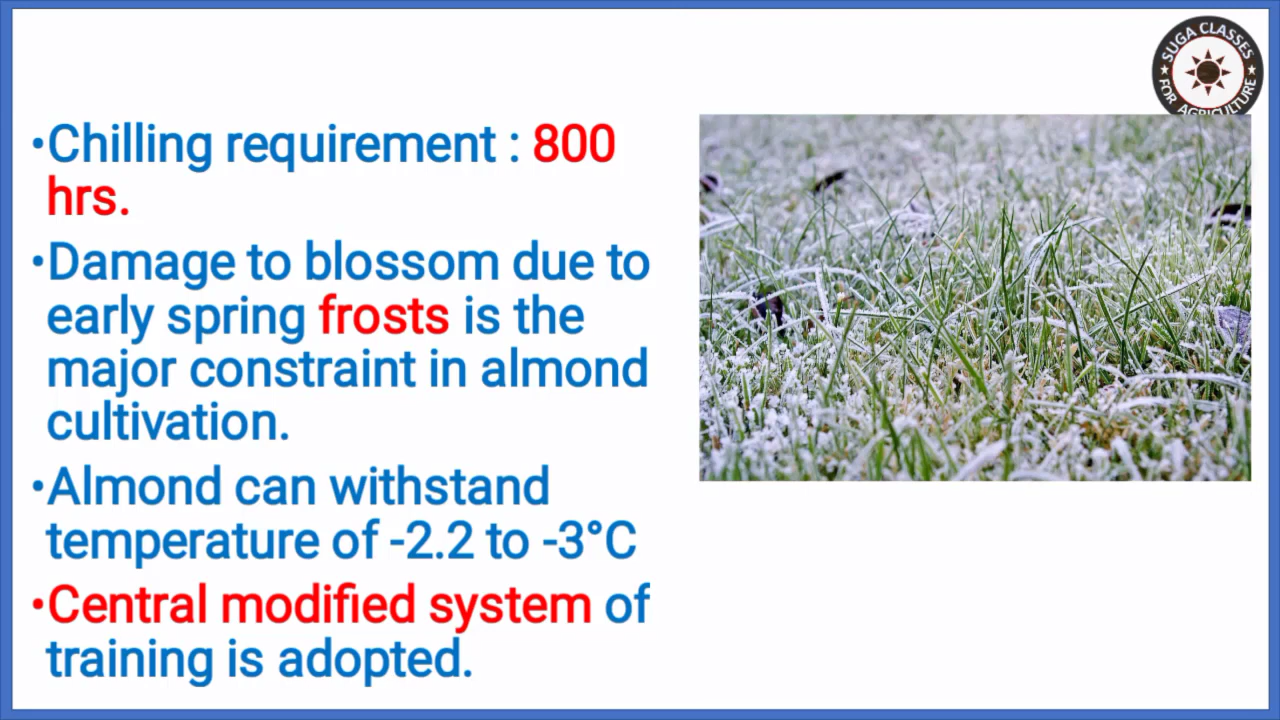 SUGA CLASSES
FOR AGRICULTURE
•Chilling requirement : 800
hrs.
•Damage to blossom due to
early spring frosts is the
major constraint in almond
cultivation.
•Almond can withstand
temperature of -2.2 to -3°C
•Central modified system of
training is adopted.